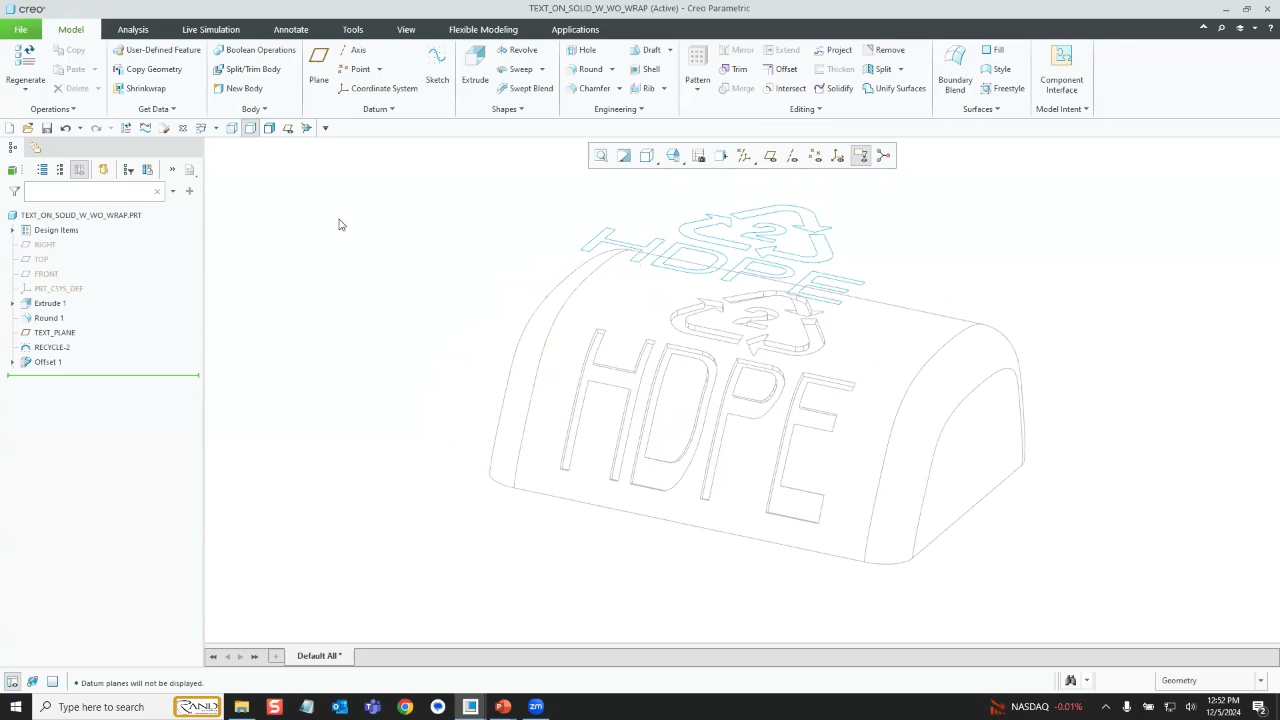 creo
TEXT_ON_SOLID_W_WO_WRAP (Active) - Creo Parametric
File Model Analysis Live Simulation Annotate Tools View Flexible Modeling Applications
Regenerate
Copy
Paste
Delete
Operations
User-Defined Feature
Copy Geometry
Shrinkwrap
Get Data
Boolean Operations
Split/Trim Body
New Body
Body
Plane
Axis
Coordinate System
Sketch
Datum
Extrude
Revolve
Sweep
Swept Blend
Shapes
Hole
Round
Chamfer
Draft
Shell
Rib
Engineering
Pattern
Mirror
Trim
Merge
Extend
Offset
Intersect
Project
Thicken
Solidify
Remove
Split
Unify Surfaces
Editing
Boundary
Blend
Fill
Style
Freestyle
Surfaces
Component
Interface
Model Intent
TEXT_ON_SOLID_W_WO_WRAP.PRT
Design Items
RIGHT
TOP
FRONT
PRT_CSYS_DEF
Extrude 1
Round 1
TEXT_PLANE
RECYCLE-2
Offset 1
2
HDPE
2
HDPE
Default All *
Datum planes will not be displayed.
Geometry
Type here to search
RAND
NASDAQ -0.01%
12:52 PM
12/5/2024
2